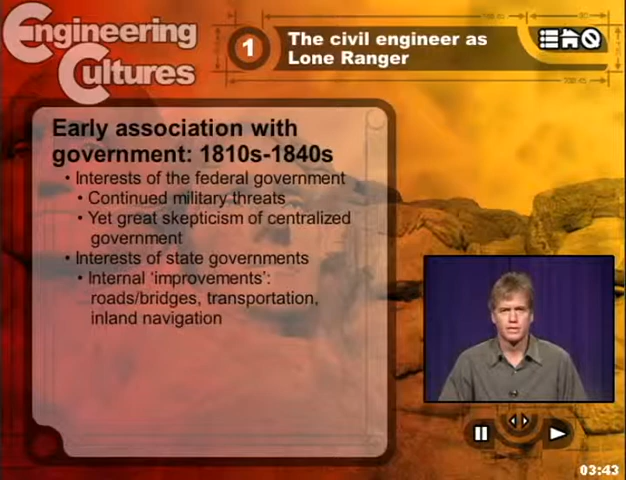 Engineering
Cultures
1
The civil engineer as
Lone Ranger
Early association with
government: 1810s-1840s
• Interests of the federal government
• Continued military threats
• Yet great skepticism of centralized
government
• Interests of state governments
• Internal ‘improvements’:
roads/bridges, transportation,
inland navigation
03:43